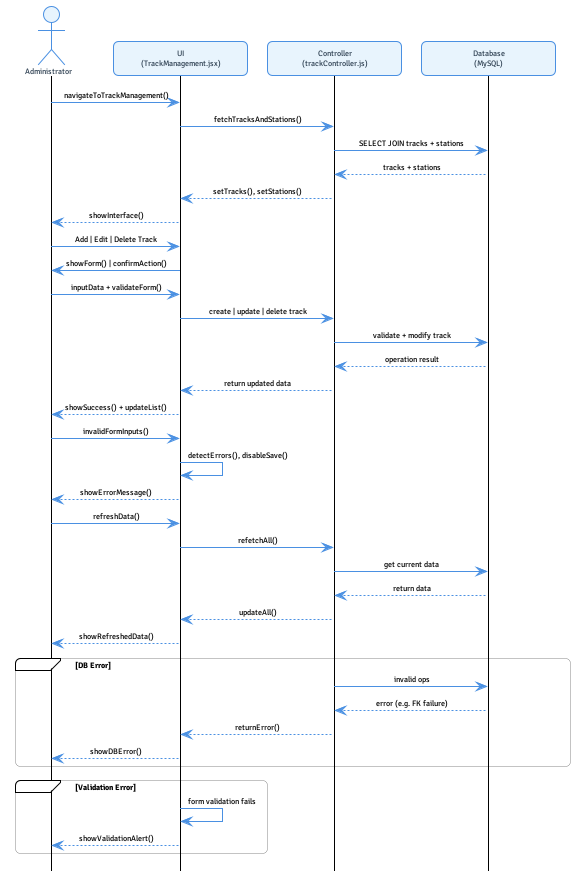 Administrator
UI
(TrackManagement.jsx)
Controller
(trackController.js)
Database
(MySQL)
navigateToTrackManagement()
fetchTracksAndStations()
SELECT JOIN tracks + stations
tracks + stations
setTracks(), setStations()
showInterface()
Add | Edit | Delete Track
showForm() | confirmAction()
inputData + validateForm()
create | update | delete track
validate + modify track
operation result
return updated data
showSuccess() + updateList()
invalidFormInputs()
detectErrors(), disableSave()
showErrorMessage()
refreshData()
refetchAll()
get current data
return data
updateAll()
showRefreshedData()
[DB Error]
invalid ops
error (e.g. FK failure)
returnError()
showDBError()
[Validation Error]
form validation fails
showValidationAlert()